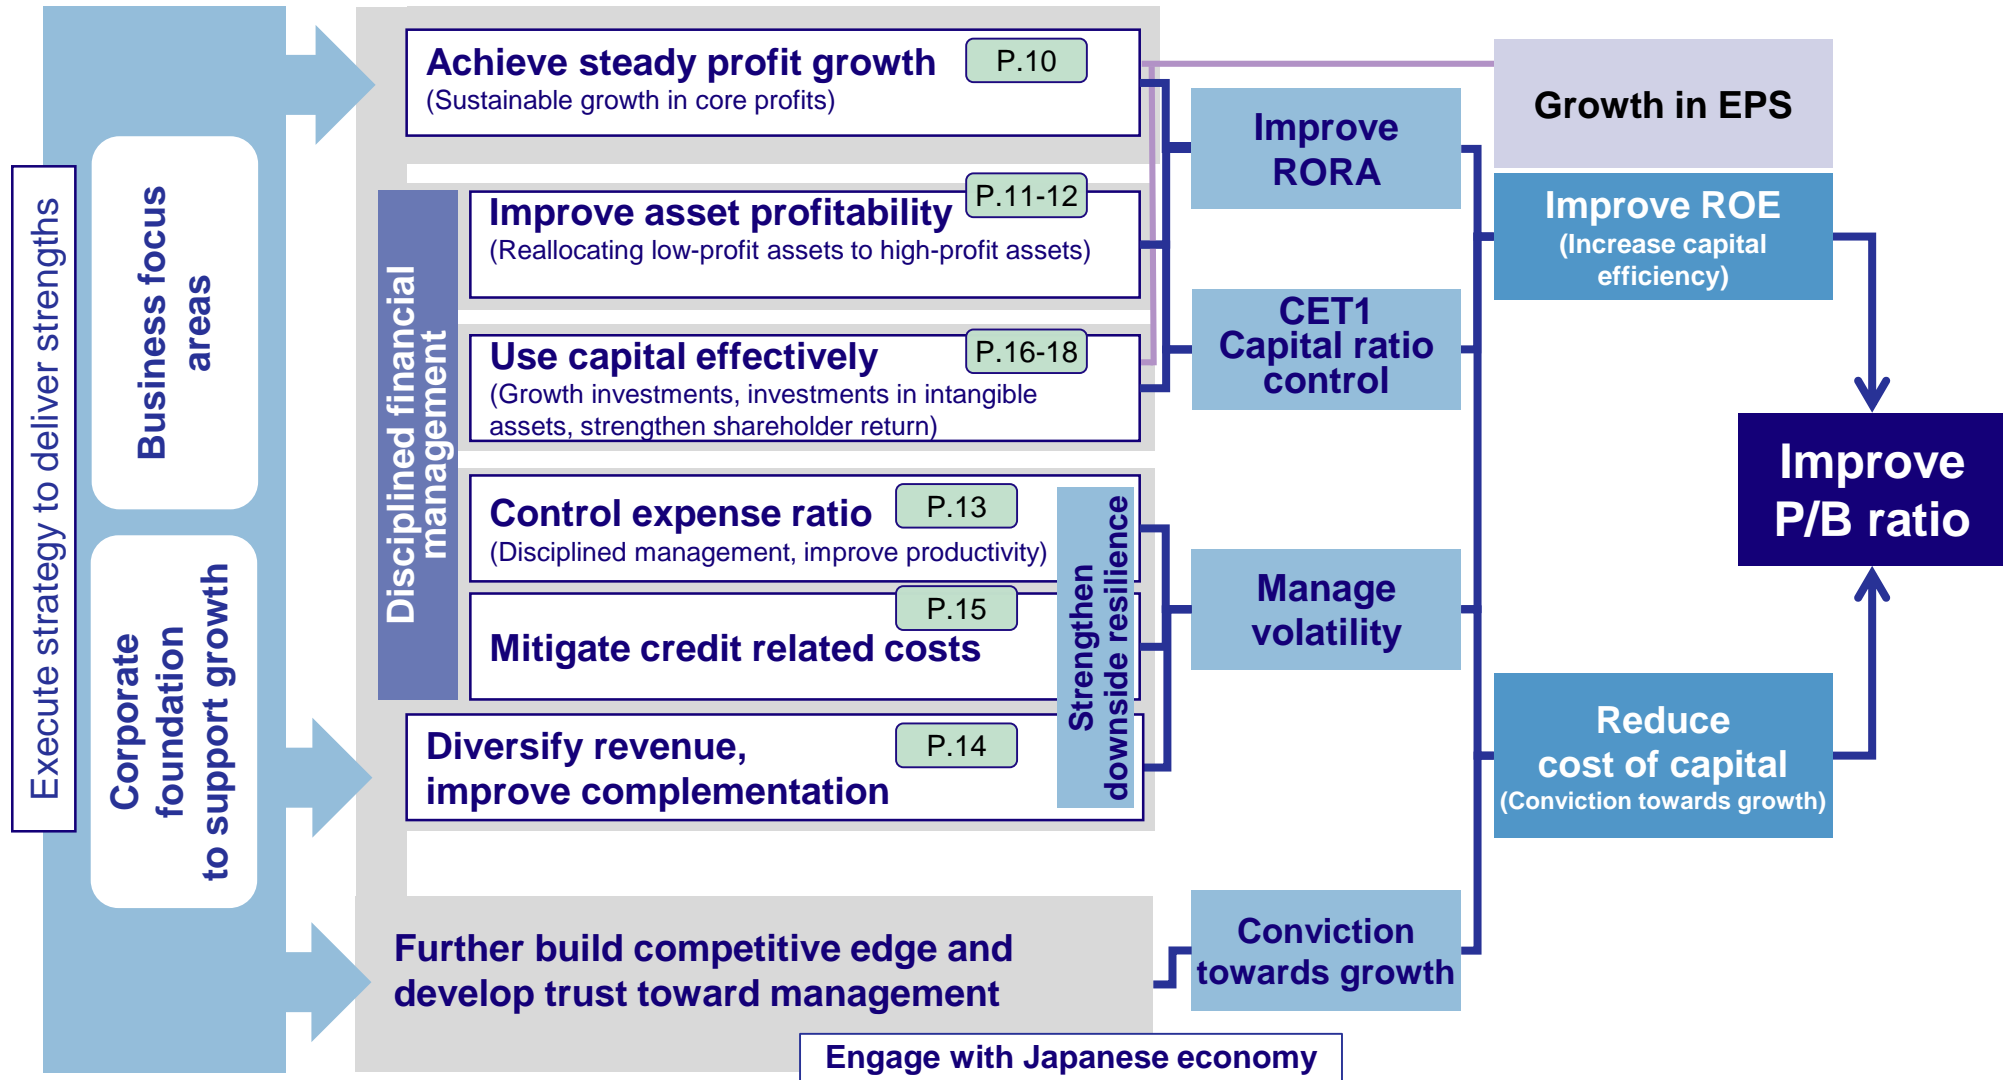 Execute strategy to deliver strengths
Business focus
areas
Corporate
foundation
to support growth
Achieve steady profit growth
P.10
(Sustainable growth in core profits)
Disciplined financial
management
Improve asset profitability
P.11-12
(Reallocating low-profit assets to high-profit assets)
Use capital effectively
P.16-18
(Growth investments, investments in intangible
assets, strengthen shareholder return)
Control expense ratio
P.13
(Disciplined management, improve productivity)
P.15
Mitigate credit related costs
Diversify revenue,
improve complementation
P.14
Strengthen
downside resilience
Further build competitive edge and
develop trust toward management
Engage with Japanese economy
Improve
RORA
CET1
Capital ratio
control
Manage
volatility
Conviction
towards growth
Growth in EPS
Improve ROE
(Increase capital
efficiency)
Reduce
cost of capital
(Conviction towards growth)
Improve
P/B ratio